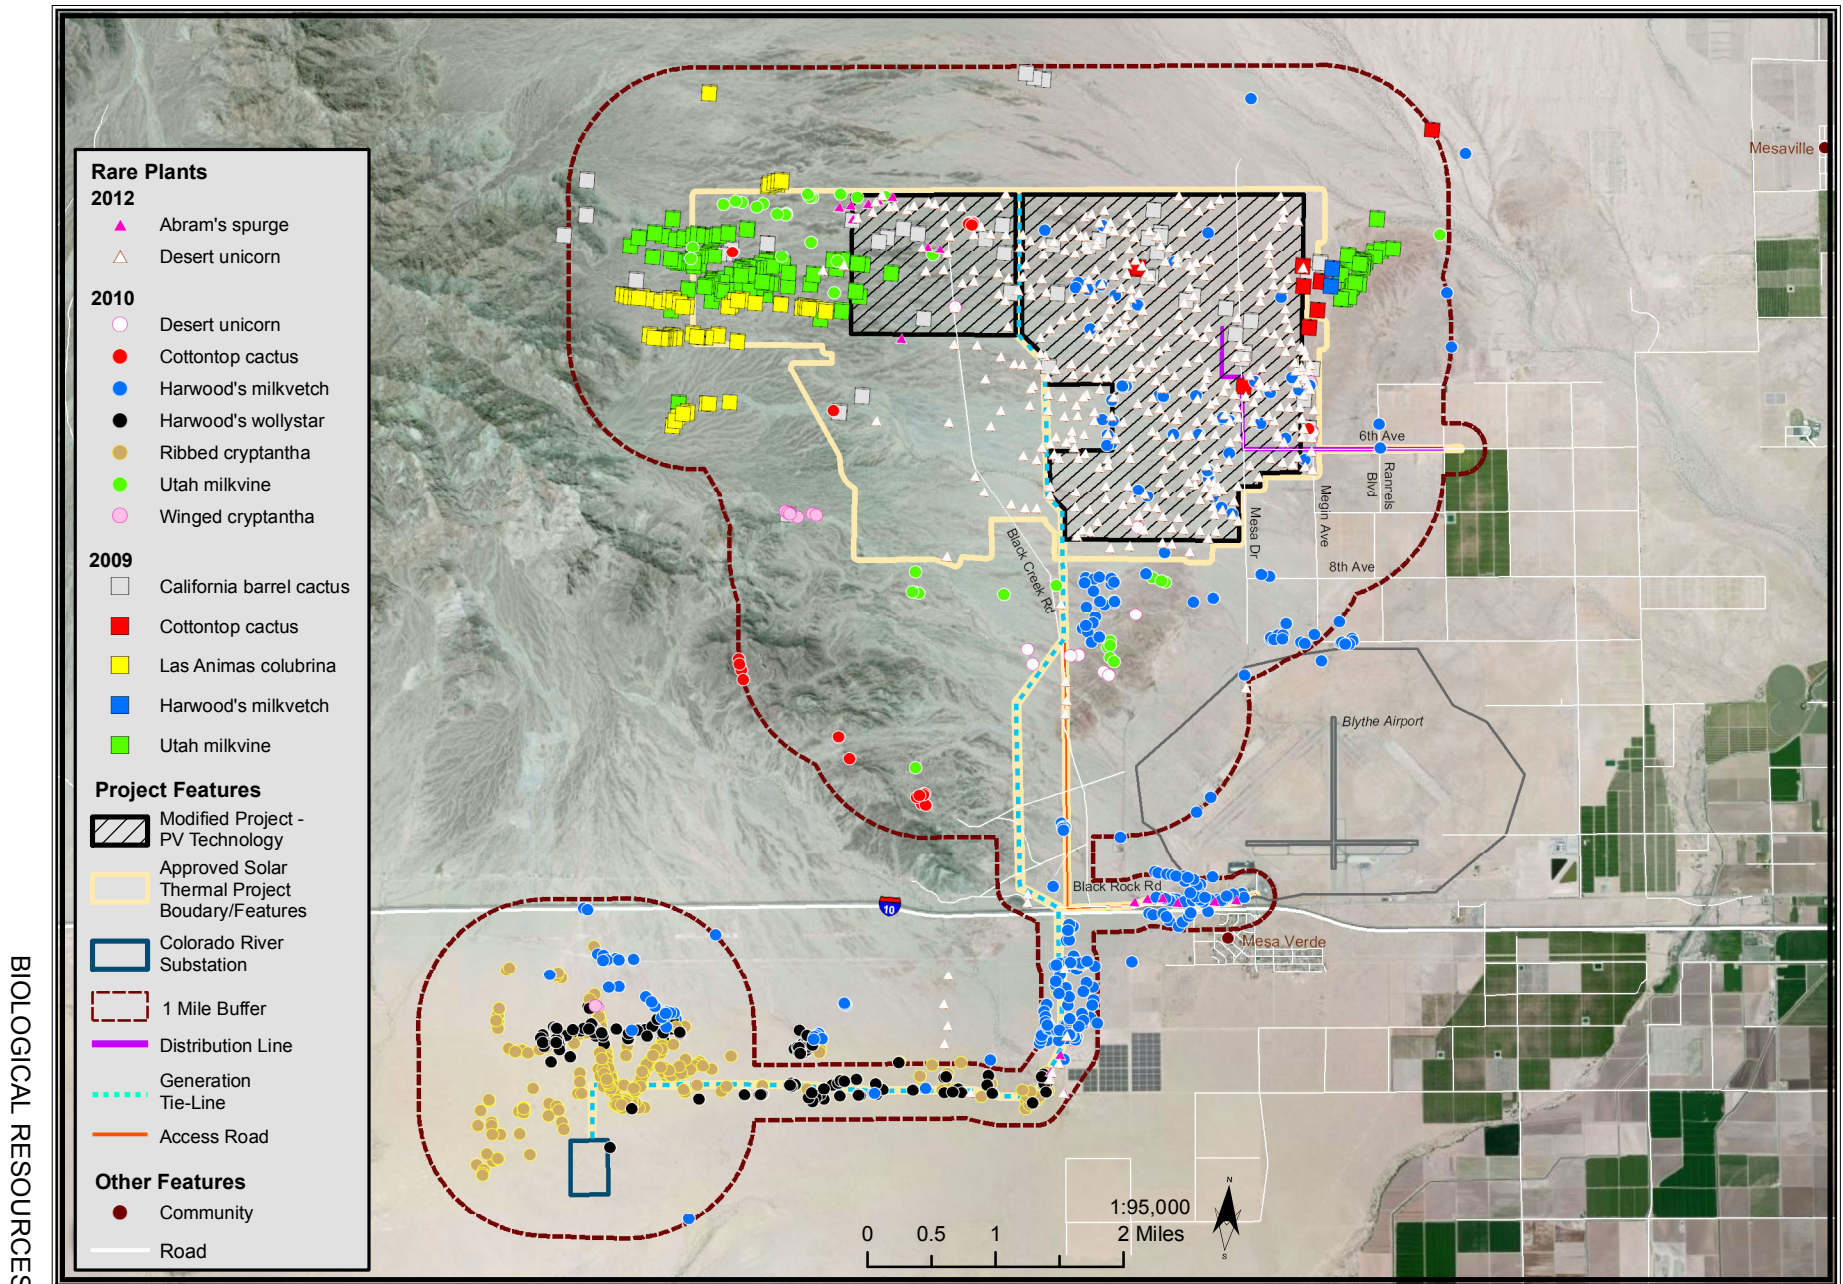 Rare Plants
2012
Abram's spurge
Desert unicorn
2010
Desert unicorn
Cottontop cactus
Harwood's milkvetch
Harwood's wollystar
Ribbed cryptantha
Utah milkvine
Winged cryptantha
2009
California barrel cactus
Cottontop cactus
Las Animas colubrina
Harwood's milkvetch
Utah milkvine
Project Features
Modified Project -
PV Technology
Approved Solar
Thermal Project
Boudary/Features
Colorado River
Substation
1 Mile Buffer
Distribution Line
Generation
Tie-Line
Access Road
Other Features
Community
Road
Mesaville
6th Ave
Rannels
Blvd
Megin Ave
Mesa Dr
8th Ave
Black Creek Rd
Blythe Airport
Black Rock Rd
10
Mesa Verde
N
S
1:95,000
0 0.5 1 2 Miles
BIOLOGICAL RESOURCES